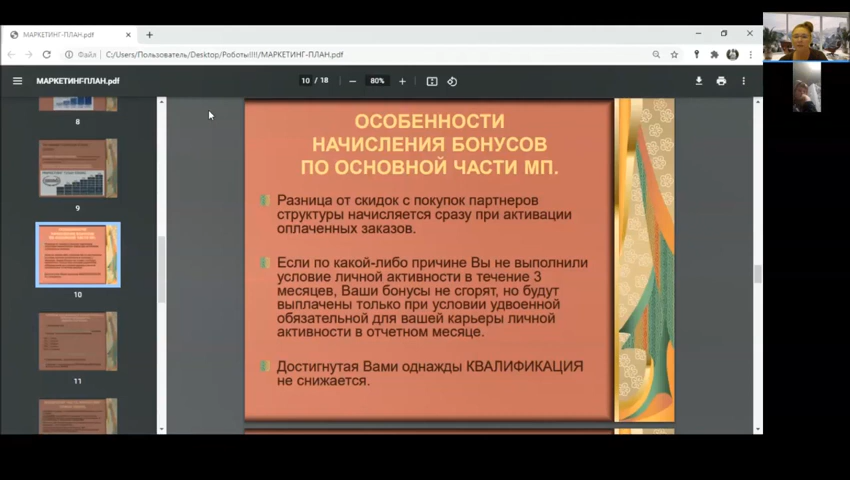 МАРКЕТИНГ-ПЛАН.pdf
Файл
C:/Users/Пользователь/Desktop/Роботы!!!!/МАРКЕТИНГ-ПЛАН.pdf
МАРКЕТИНГ-ПЛАН.pdf
10 / 18
80%
8
9
10
11
ОСОБЕННОСТИ
НАЧИСЛЕНИЯ БОНУСОВ
ПО ОСНОВНОЙ ЧАСТИ МП.
Разница от скидок с покупок партнеров
структуры начисляется сразу при активации
оплаченных заказов.
Если по какой-либо причине Вы не выполнили
условие личной активности в течение 3
месяцев, Ваши бонусы не сгорят, но будут
выплачены только при условии удвоенной
обязательной для вашей карьеры личной
активности в отчетном месяце.
Достигнутая Вами однажды КВАЛИФИКАЦИЯ
не снижается.